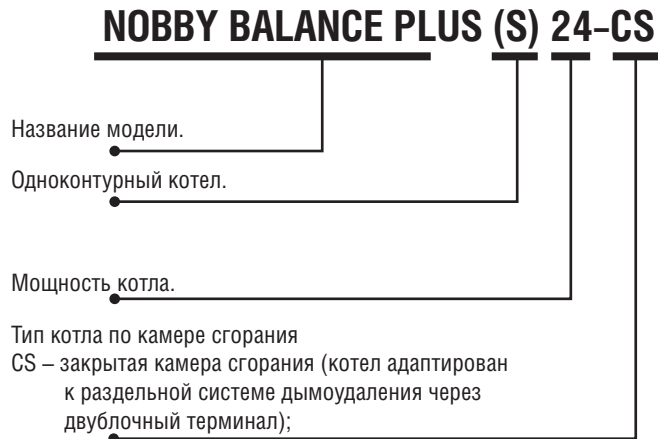 NOBBY BALANCE PLUS (S) 24-CS
Название модели.
Одноконтурный котел.
Мощность котла.
Тип котла по камере сгорания
CS – закрытая камера сгорания (котел адаптирован
к раздельной системе дымоудаления через
двублочный терминал);